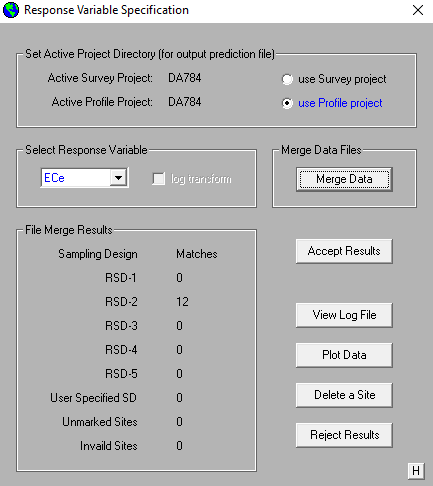 Response Variable Specification
Set Active Project Directory (for output prediction file)
Active Survey Project: DA784
use Survey project
Active Profile Project: DA784
use Profile project
Select Response Variable
ECe
log transform
Merge Data Files
Merge Data
File Merge Results
Sampling Design Matches
RSD-1 0
RSD-2 12
RSD-3 0
RSD-4 0
RSD-5 0
User Specified SD 0
Unmarked Sites 0
Invaild Sites 0
Accept Results
View Log File
Plot Data
Delete a Site
Reject Results
H